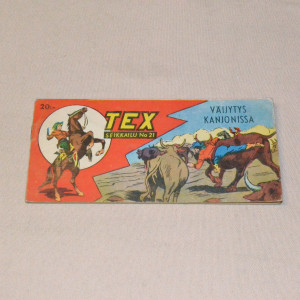 20:-
TEX
SEIKKAILU No 21
VÄIJYTYS
KANJONISSA